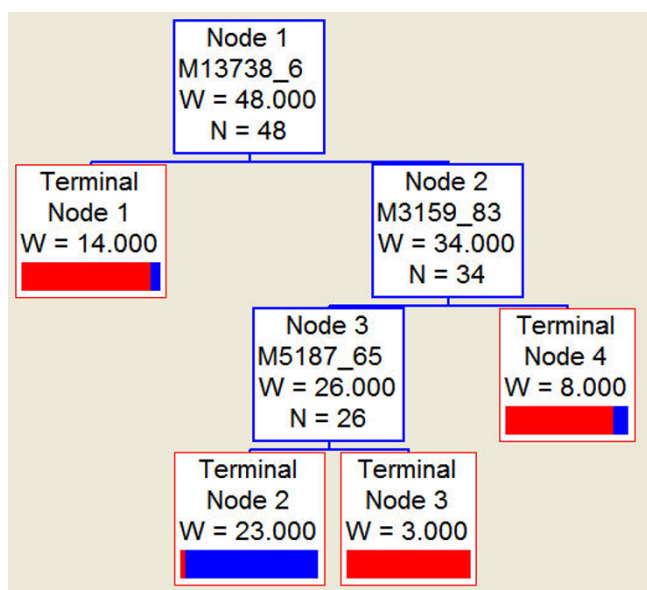 Node 1
M13738_6
W = 48.000
N = 48
Terminal
Node 1
W = 14.000
Node 2
M3159_83
W = 34.000
N = 34
Node 3
M5187_65
W = 26.000
N = 26
Terminal
Node 4
W = 8.000
Terminal
Node 2
W = 23.000
Terminal
Node 3
W = 3.000